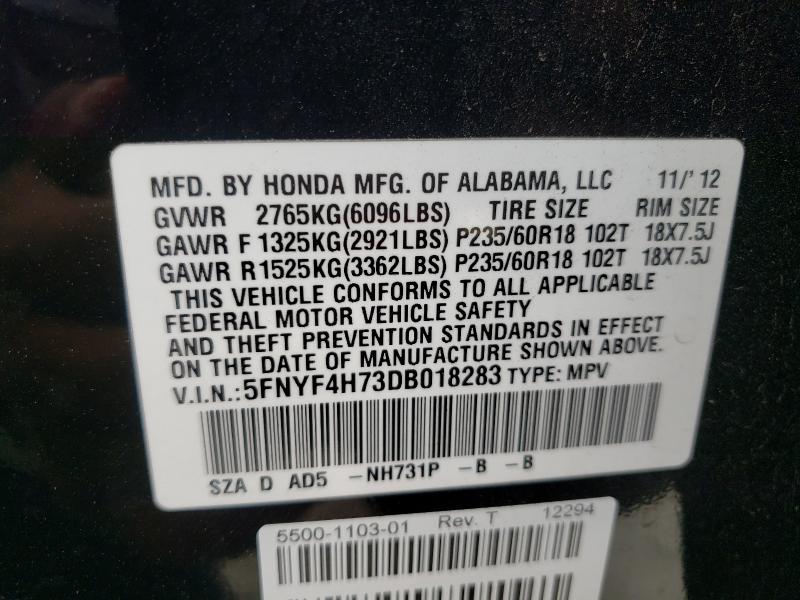 MFD. BY HONDA MFG. OF ALABAMA, LLC 11/'12
GVWR 2765KG(6096LBS) TIRE SIZE RIM SIZE
GAWR F 1325KG(2921LBS) P235/60R18 102T 18X7.5J
GAWR R1525KG(3362LBS) P235/60R18 102T 18X7.5J
THIS VEHICLE CONFORMS TO ALL APPLICABLE
FEDERAL MOTOR VEHICLE SAFETY
AND THEFT PREVENTION STANDARDS IN EFFECT
ON THE DATE OF MANUFACTURE SHOWN ABOVE.
V.I.N.:5FNYF4H73DB018283 TYPE: MPV
SZA D AD5 -NH731P -B -B
5500-1103-01 Rev. T 12294